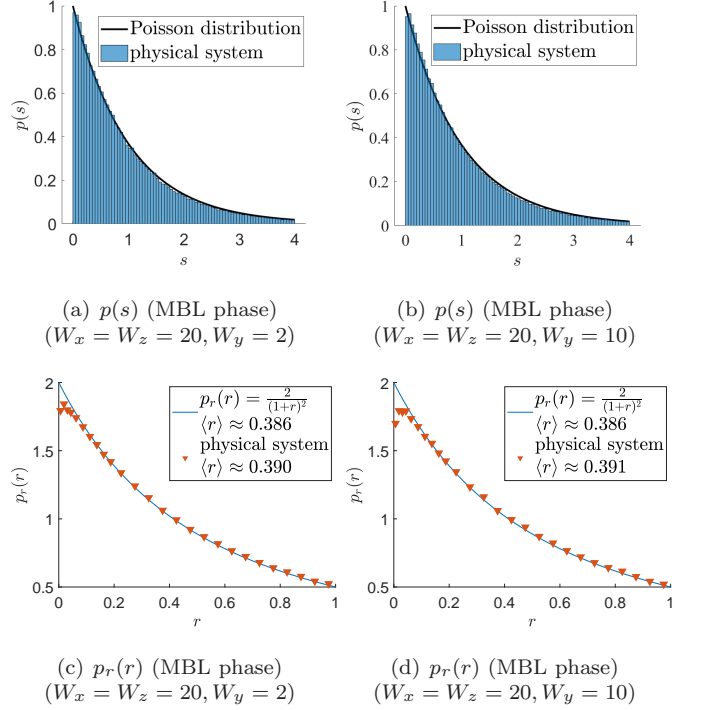 1
0.8
0.6
0.4
0.2
0
0 1 2 3 4
p(s)
s
Poisson distribution
physical system
(a) p(s) (MBL phase)
(W_x = W_z = 20, W_y = 2)
1
0.8
0.6
0.4
0.2
0
0 1 2 3 4
p(s)
s
Poisson distribution
physical system
(b) p(s) (MBL phase)
(W_x = W_z = 20, W_y = 10)
2
1.5
1
0.5
0 0.2 0.4 0.6 0.8 1
p_r(r)
r
p_r(r) = 2/(1+r)^2
⟨r⟩ ≈ 0.386
physical system
⟨r⟩ ≈ 0.390
(c) p_r(r) (MBL phase)
(W_x = W_z = 20, W_y = 2)
2
1.5
1
0.5
0 0.2 0.4 0.6 0.8 1
p_r(r)
r
p_r(r) = 2/(1+r)^2
⟨r⟩ ≈ 0.386
physical system
⟨r⟩ ≈ 0.391
(d) p_r(r) (MBL phase)
(W_x = W_z = 20, W_y = 10)